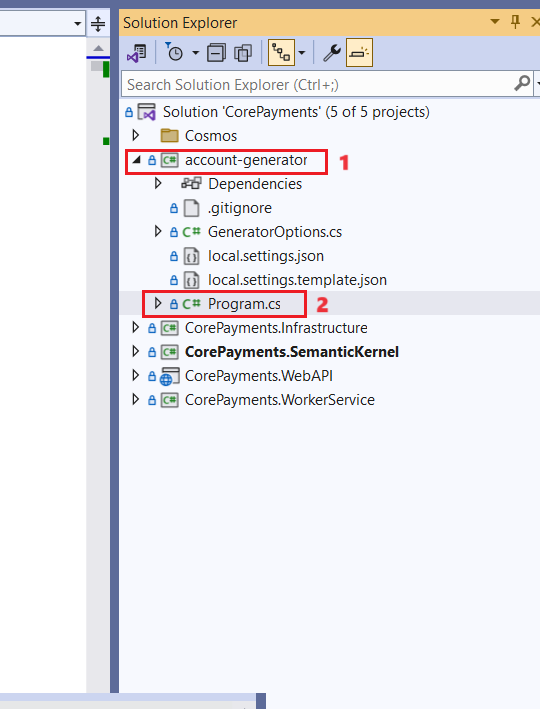 Solution Explorer
Search Solution Explorer (Ctrl+;)
Solution 'CorePayments' (5 of 5 projects)
Cosmos
C# account-generator 1
Dependencies
.gitignore
C# GeneratorOptions.cs
local.settings.json
local.settings.template.json
C# Program.cs 2
C# CorePayments.Infrastructure
C# CorePayments.SemanticKernel
CorePayments.WebAPI
C# CorePayments.WorkerService